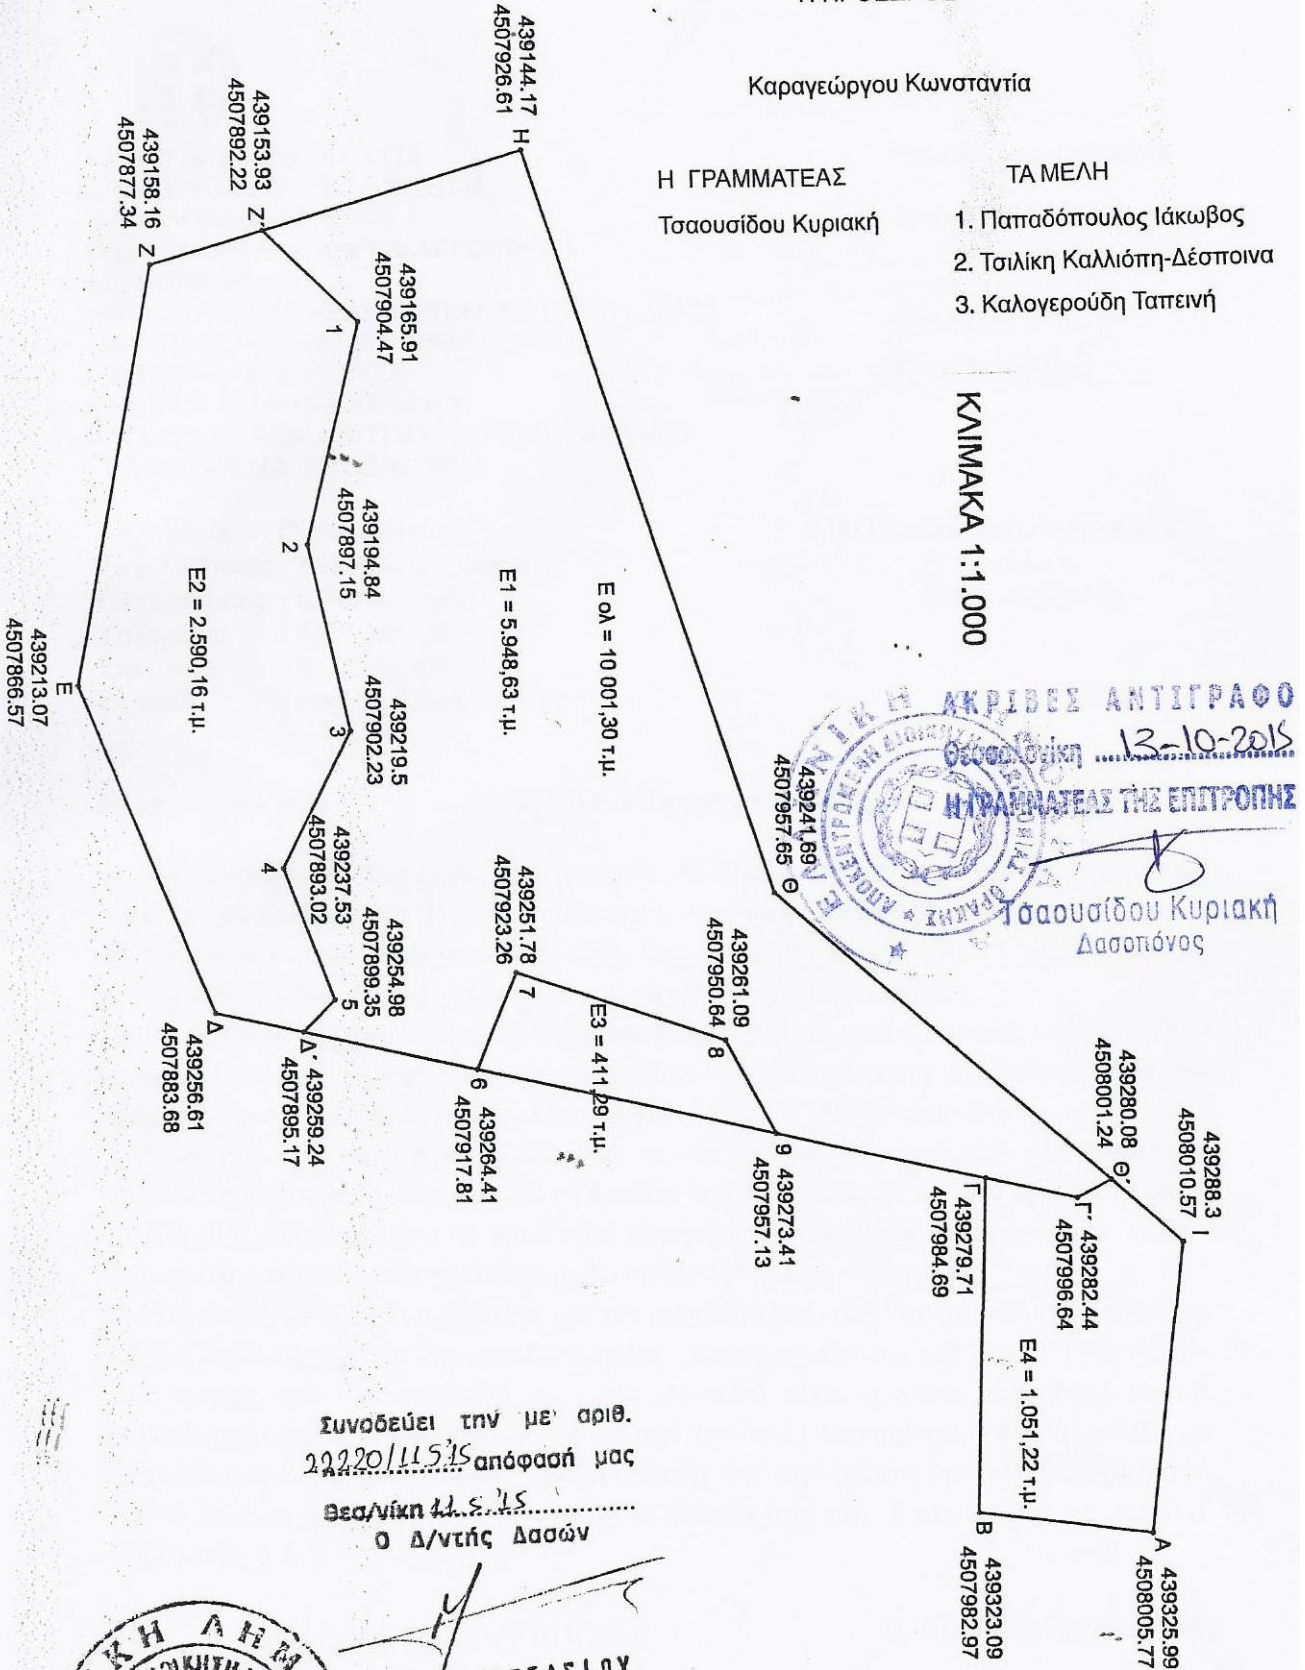 Καραγεώργου Κωνσταντία
Η ΓΡΑΜΜΑΤΕΑΣ
Τσαουσίδου Κυριακή
ΤΑ ΜΕΛΗ
1. Παπαδόπουλος Ιάκωβος
2. Τσιλίκη Καλλιόπη-Δέσποινα
3. Καλογερούδη Ταπεινή
ΚΛΙΜΑΚΑ 1:1.000
ΑΚΡΙΒΕΣ ΑΝΤΙΓΡΑΦΟ
Θεσσαλονίκη 13-10-2015
Η ΓΡΑΜΜΑΤΕΑΣ ΤΗΣ ΕΠΙΤΡΟΠΗΣ
Τσαουσίδου Κυριακή
Δασοπόνος
439144.17
4507926.61
Η
439153.93
4507892.22
Ζ΄
439158.16
4507877.34
Ζ
439165.91
4507904.47
1
439194.84
4507897.15
2
439219.5
4507902.23
3
439237.53
4507893.02
4
439254.98
4507899.35
5
Ε ολ = 10 001,30 τ.μ.
Ε1 = 5.948,63 τ.μ.
Ε2 = 2.590,16 τ.μ.
Ε
439213.07
4507866.57
Δ
439256.61
4507883.68
Δ΄ 439259.24
4507895.17
6 439264.41
4507917.81
439251.78
4507923.26
7
439261.09
4507950.64
8
Ε3 = 411,29 τ.μ.
9 439273.41
4507957.13
439241,69
4507957.65
Θ
439280.08
4508001.24
Θ΄
439288.3
4508010.57
Ι
Γ΄ 439282.44
4507996.64
Γ 439279.71
4507984.69
Ε4 = 1.051,22 τ.μ.
Α 439325.99
4508005.77
Β 439323.09
4507982.97
Συνοδεύει την με αριθ.
22220/11.5.15 απόφασή μας
Θεσ/νίκη 11.5.15
Ο Δ/ντής Δασών